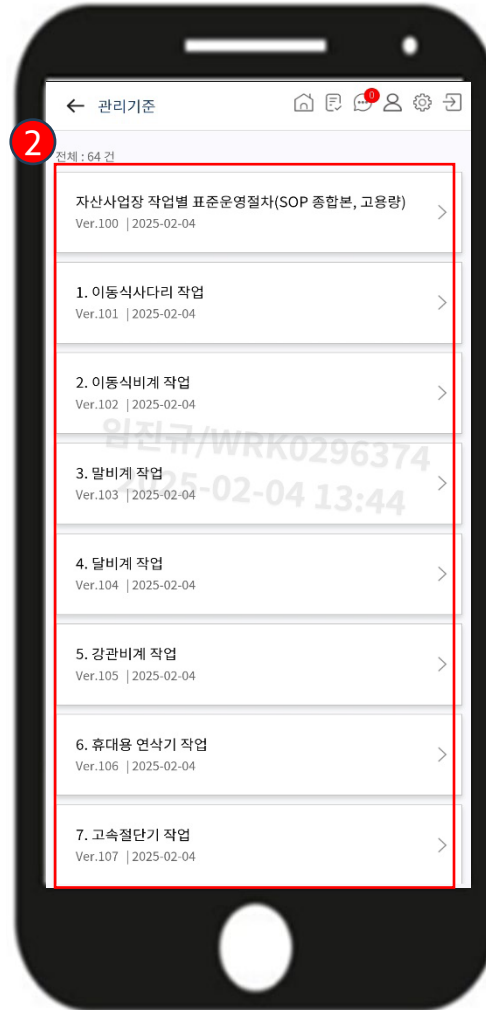 관리기준
0
2
전체 : 64 건
자산사업장 작업별 표준운영절차(SOP 종합본, 고용량)
Ver.100 | 2025-02-04
1. 이동식사다리 작업
Ver.101 | 2025-02-04
2. 이동식비계 작업
Ver.102 | 2025-02-04
임진규/WRK0296374
2025-02-04 13:44
3. 말비계 작업
Ver.103 | 2025-02-04
4. 달비계 작업
Ver.104 | 2025-02-04
5. 강관비계 작업
Ver.105 | 2025-02-04
6. 휴대용 연삭기 작업
Ver.106 | 2025-02-04
7. 고속절단기 작업
Ver.107 | 2025-02-04